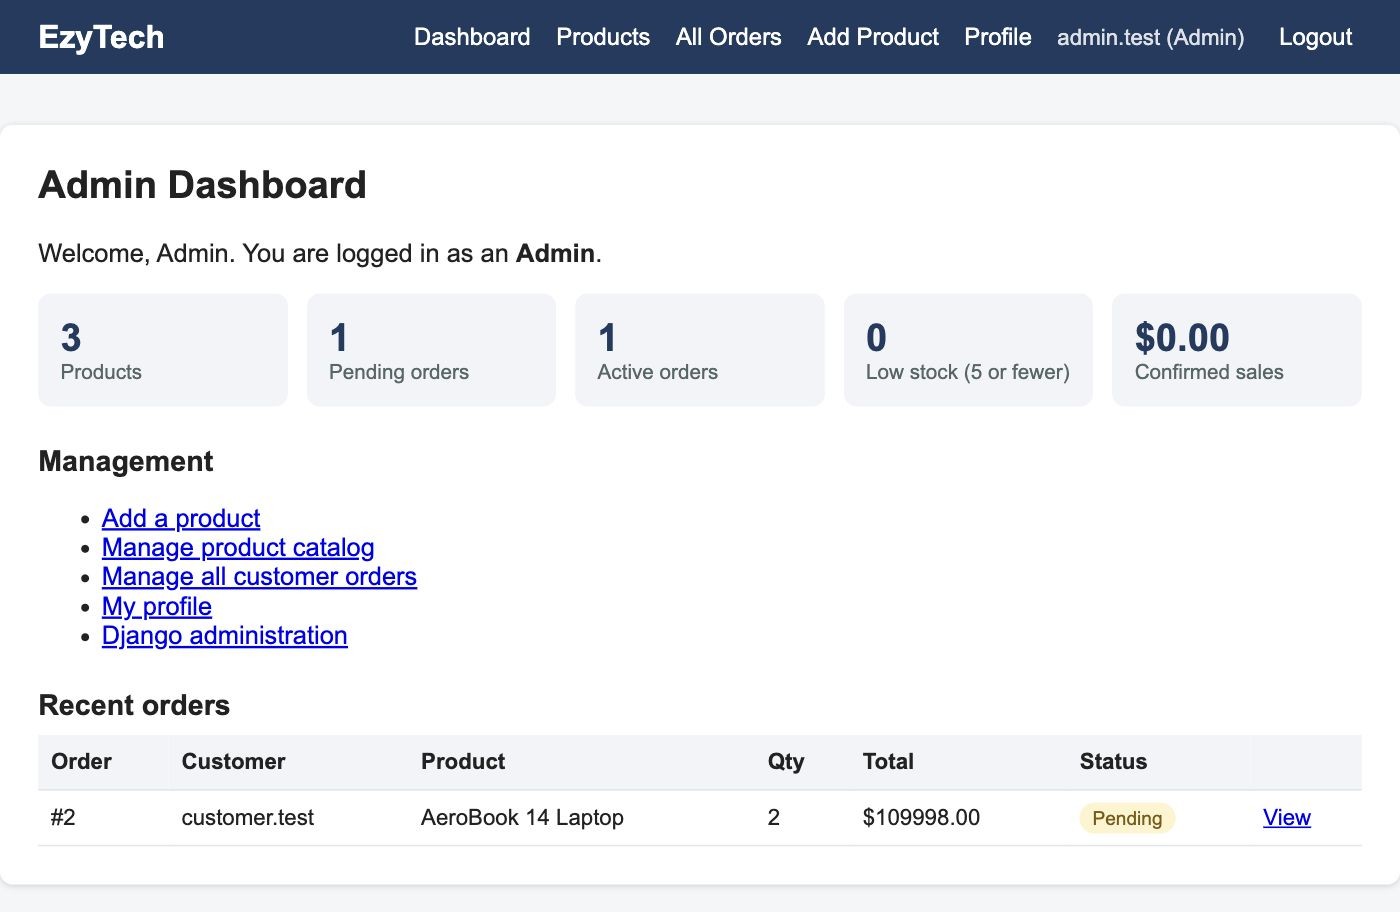 EzyTech Dashboard Products All Orders Add Product Profile admin.test (Admin) Logout
Admin Dashboard
Welcome, Admin. You are logged in as an Admin.
3
Products
1
Pending orders
1
Active orders
0
Low stock (5 or fewer)
$0.00
Confirmed sales
Management
Add a product
Manage product catalog
Manage all customer orders
My profile
Django administration
Recent orders
Order Customer Product Qty Total Status
#2 customer.test AeroBook 14 Laptop 2 $109998.00 Pending View